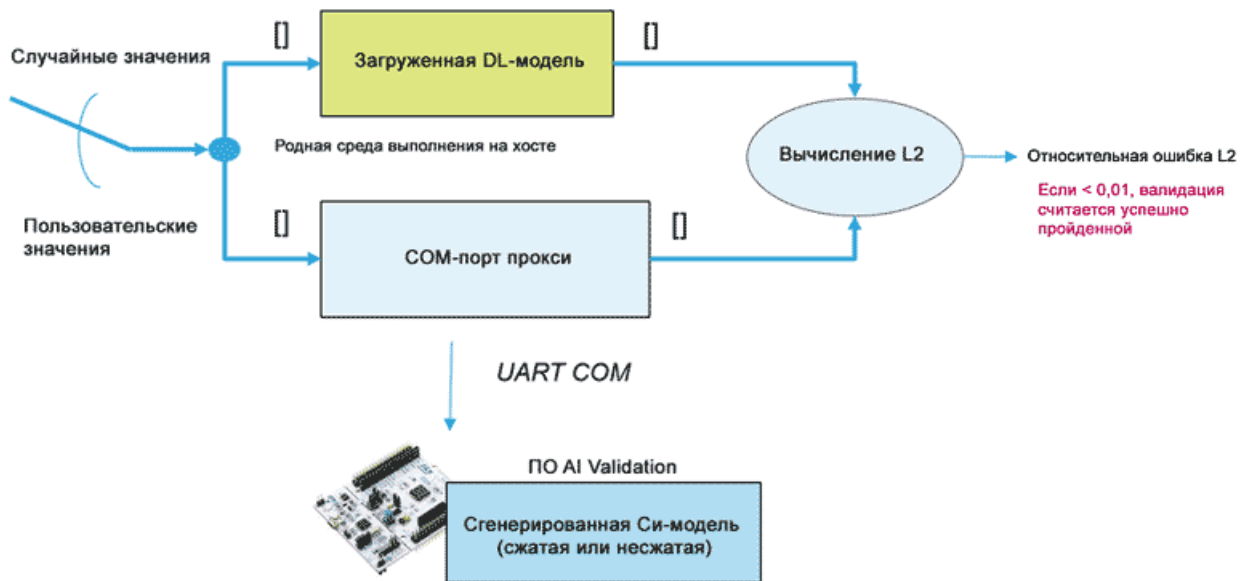 []
[]
Случайные значения
Загруженная DL-модель
Родная среда выполнения на хосте
Вычисление L2
Относительная ошибка L2
Если < 0,01, валидация
считается успешно
пройденной
Пользовательские
значения
[]
[]
COM-порт прокси
UART COM
ПО AI Validation
Сгенерированная Си-модель
(сжатая или несжатая)